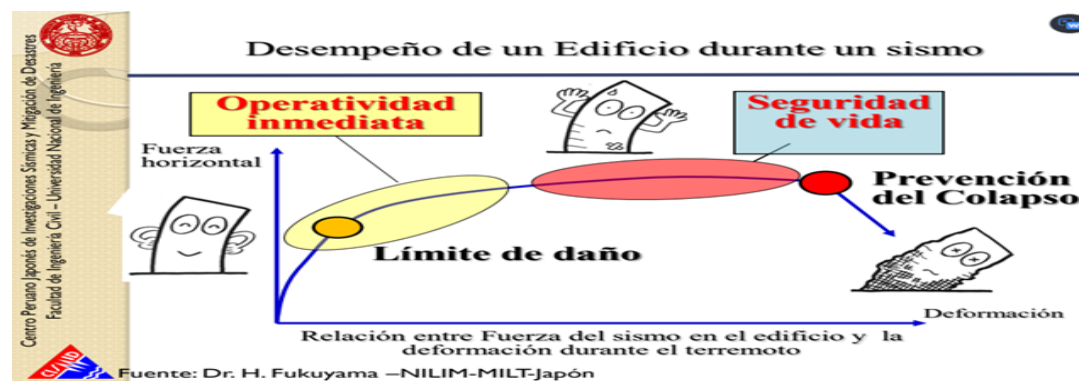 Centro Peruano Japonés de Investigaciones Sísmicas y Mitigación de Desastres
Facultad de Ingeniería Civil – Universidad Nacional de Ingeniería
Desempeño de un Edificio durante un sismo
Operatividad
inmediata
Seguridad
de vida
Fuerza
horizontal
Prevención
del Colapso
Límite de daño
Deformación
Relación entre Fuerza del sismo en el edificio y la
deformación durante el terremoto
CISMID
Fuente: Dr. H. Fukuyama –NILIM-MILT-Japón